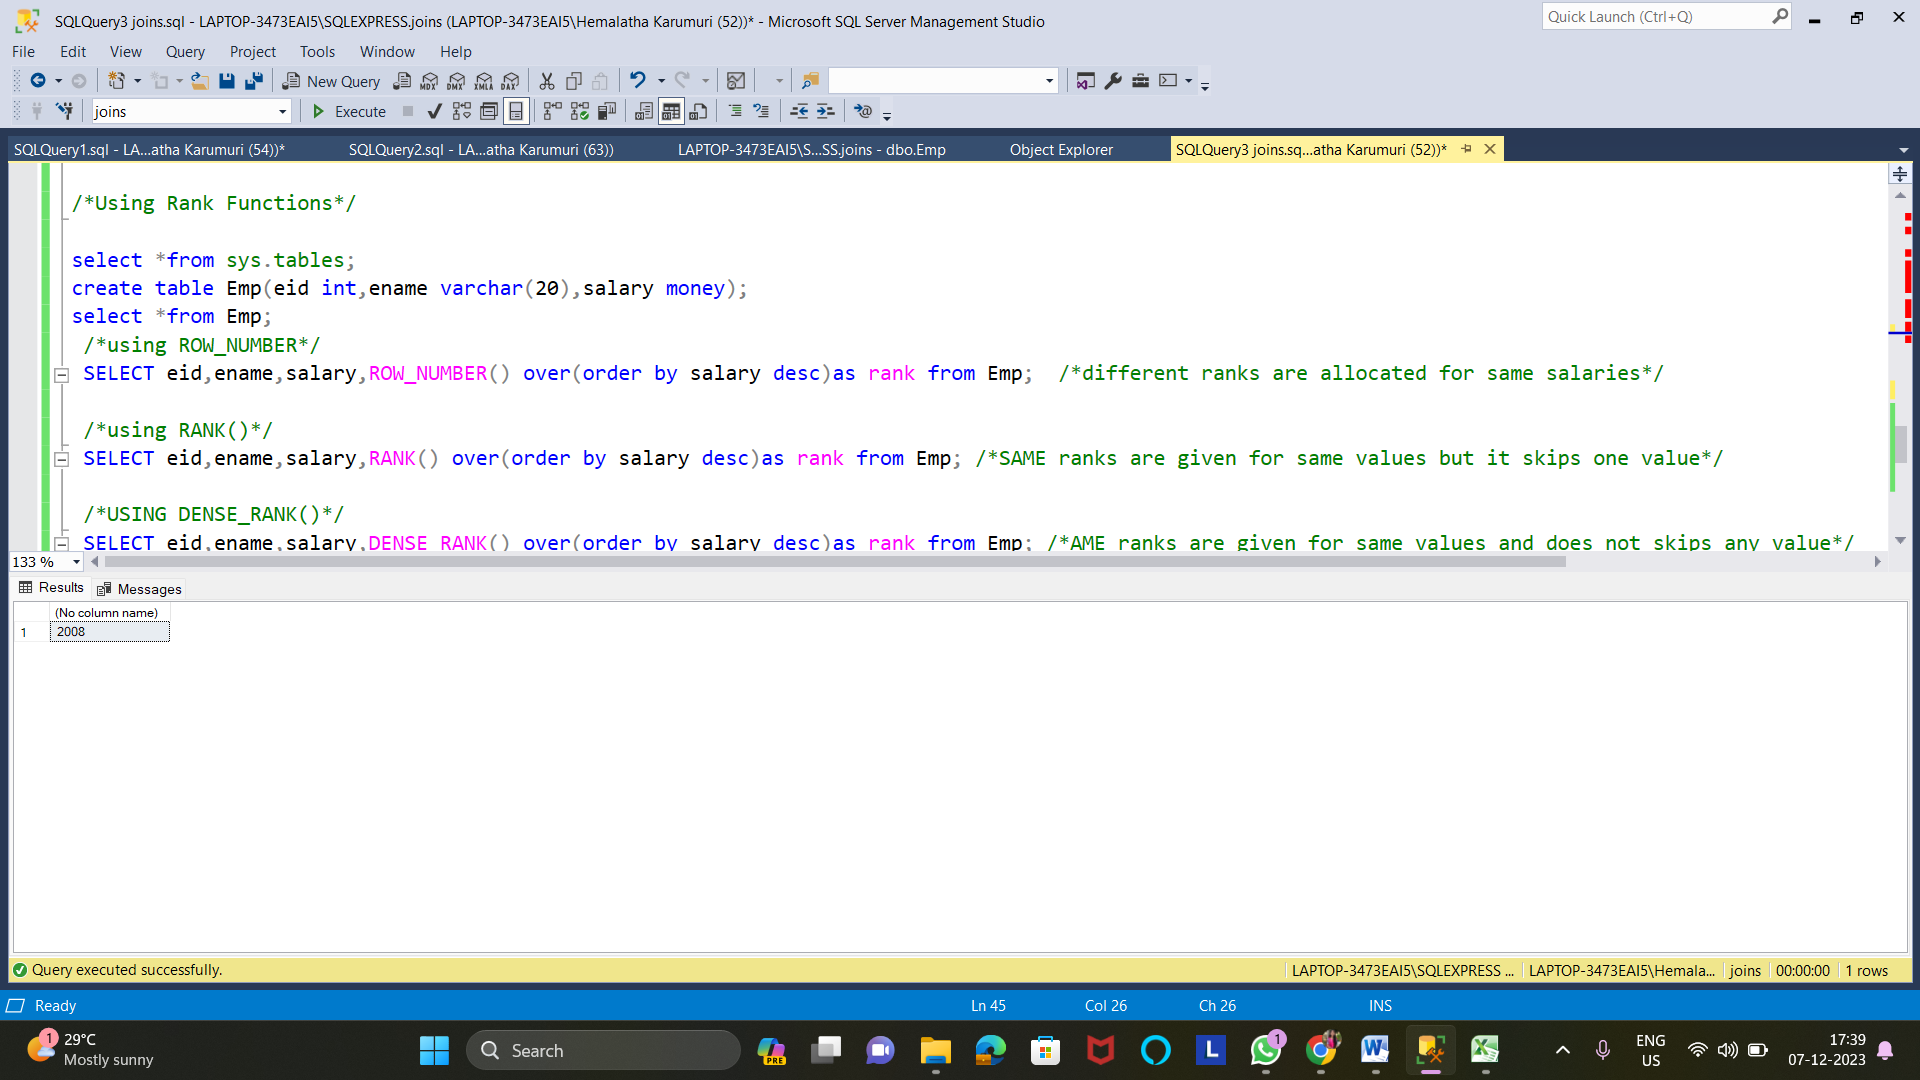 SQLQuery3 joins.sql - LAPTOP-3473EAI5\SQLEXPRESS.joins (LAPTOP-3473EAI5\Hemalatha Karumuri (52))* - Microsoft SQL Server Management Studio
Quick Launch (Ctrl+Q)
File Edit View Query Project Tools Window Help
New Query MDX DMX XMLA DAX
joins Execute
SQLQuery1.sql - LA...atha Karumuri (54))* SQLQuery2.sql - LA...atha Karumuri (63)) LAPTOP-3473EAI5\S...SS.joins - dbo.Emp Object Explorer SQLQuery3 joins.sq...atha Karumuri (52))*
/*Using Rank Functions*/
select *from sys.tables;
create table Emp(eid int,ename varchar(20),salary money);
select *from Emp;
/*using ROW_NUMBER*/
SELECT eid,ename,salary,ROW_NUMBER() over(order by salary desc)as rank from Emp; /*different ranks are allocated for same salaries*/
/*using RANK()*/
SELECT eid,ename,salary,RANK() over(order by salary desc)as rank from Emp; /*SAME ranks are given for same values but it skips one value*/
/*USING DENSE_RANK()*/
SELECT eid,ename,salary,DENSE_RANK() over(order by salary desc)as rank from Emp; /*AME ranks are given for same values and does not skips any value*/
133 %
Results Messages
(No column name)
1 2008
Query executed successfully. LAPTOP-3473EAI5\SQLEXPRESS ... LAPTOP-3473EAI5\Hemala... joins 00:00:00 1 rows
Ready Ln 45 Col 26 Ch 26 INS
1 29°C
Mostly sunny
Search
PRE
L
1
ENG
US
17:39
07-12-2023